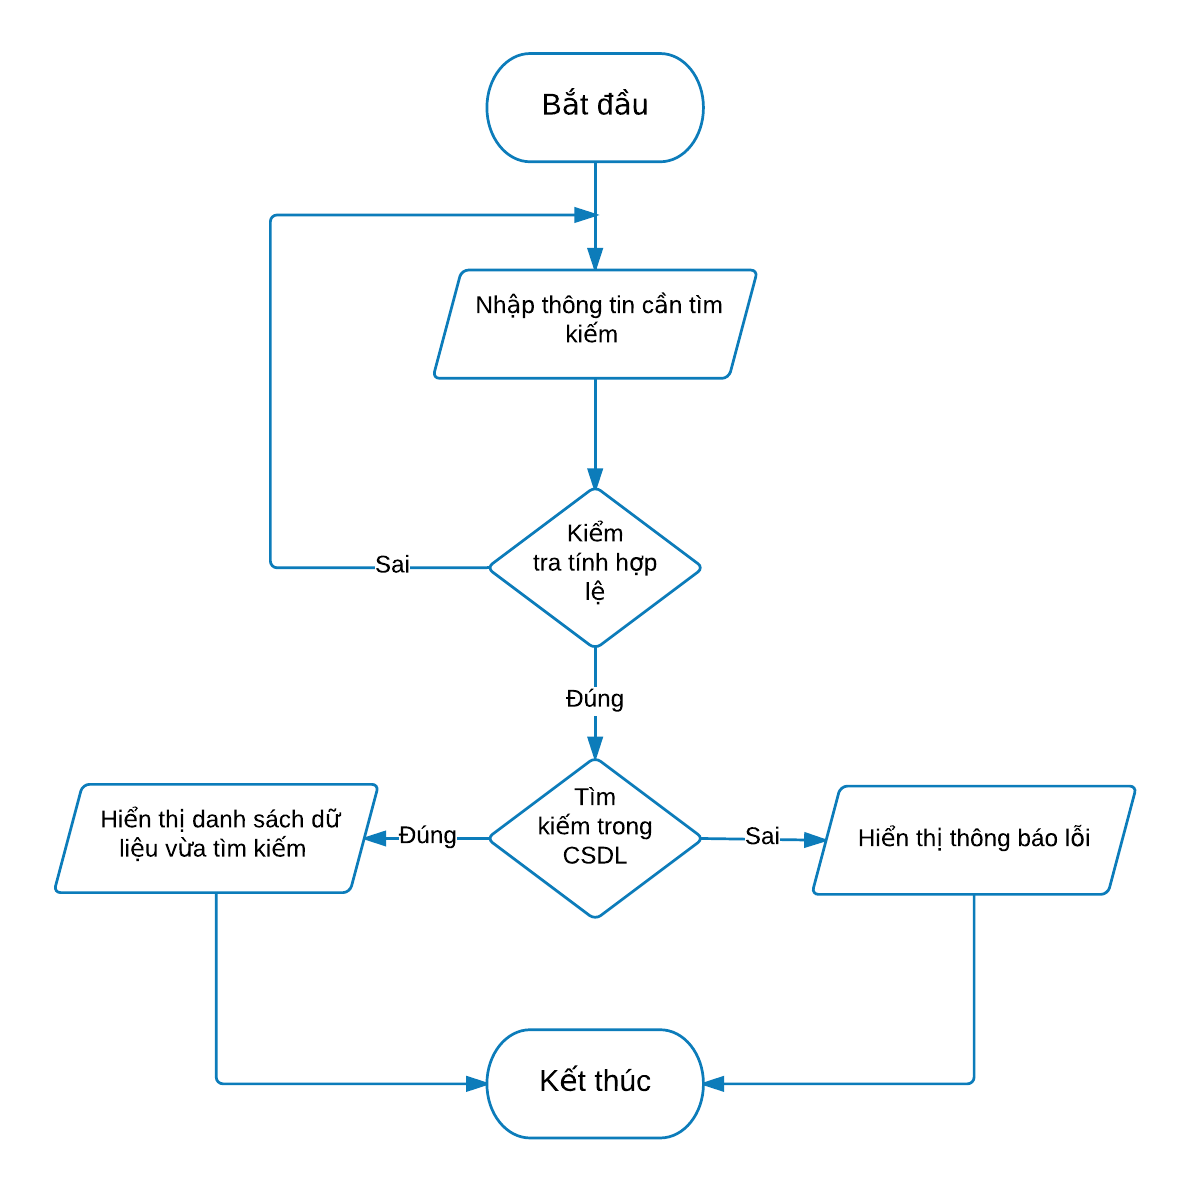 Bắt đầu
Nhập thông tin cần tìm
kiếm
Kiểm
tra tính hợp
lệ
Sai
Đúng
Tìm
kiếm trong
CSDL
Đúng
Sai
Hiển thị danh sách dữ
liệu vừa tìm kiếm
Hiển thị thông báo lỗi
Kết thúc